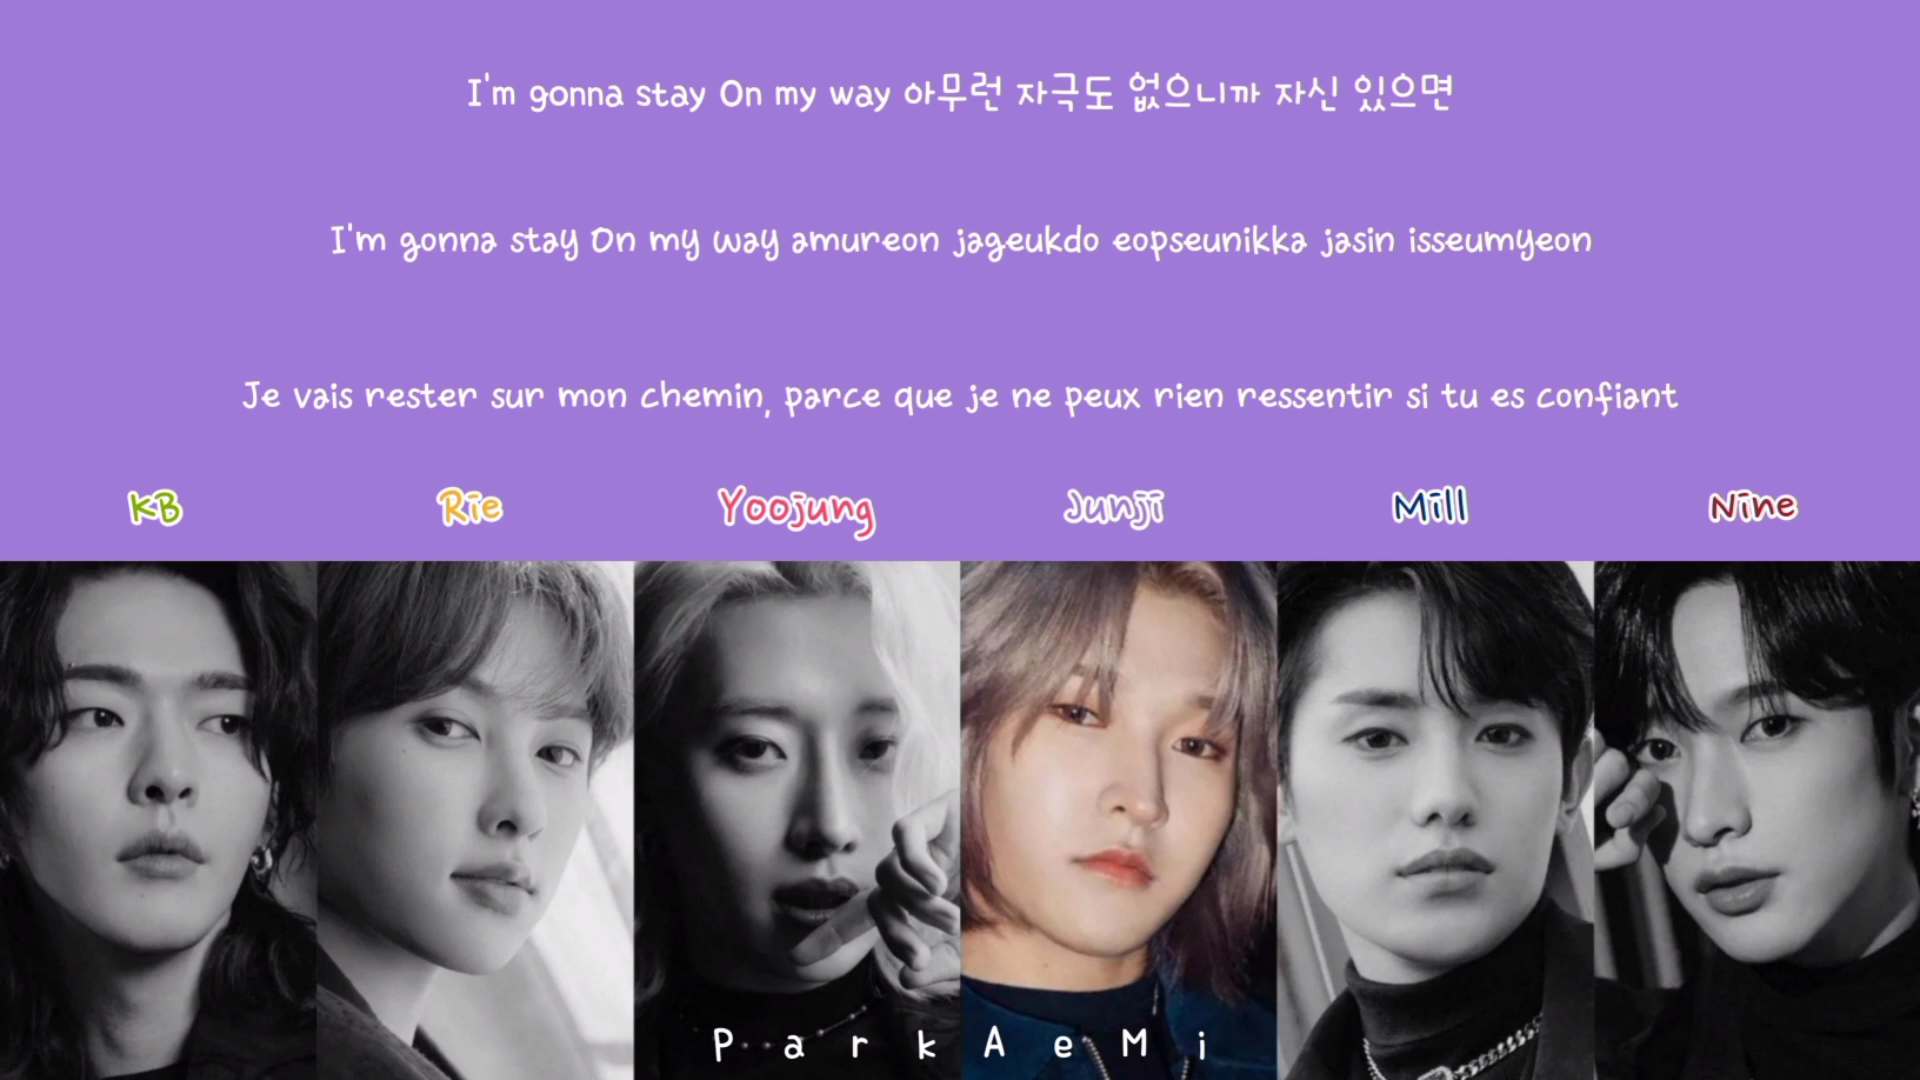 I'm gonna stay On my way 아무런 자극도 없으니까 자신 있으면
I'm gonna stay On my way amureon jageukdo eopseunikka jasin isseumyeon
Je vais rester sur mon chemin, parce que je ne peux rien ressentir si tu es confiant
KB Rie Yoojung Junji Mill Nine
ParkAeMi